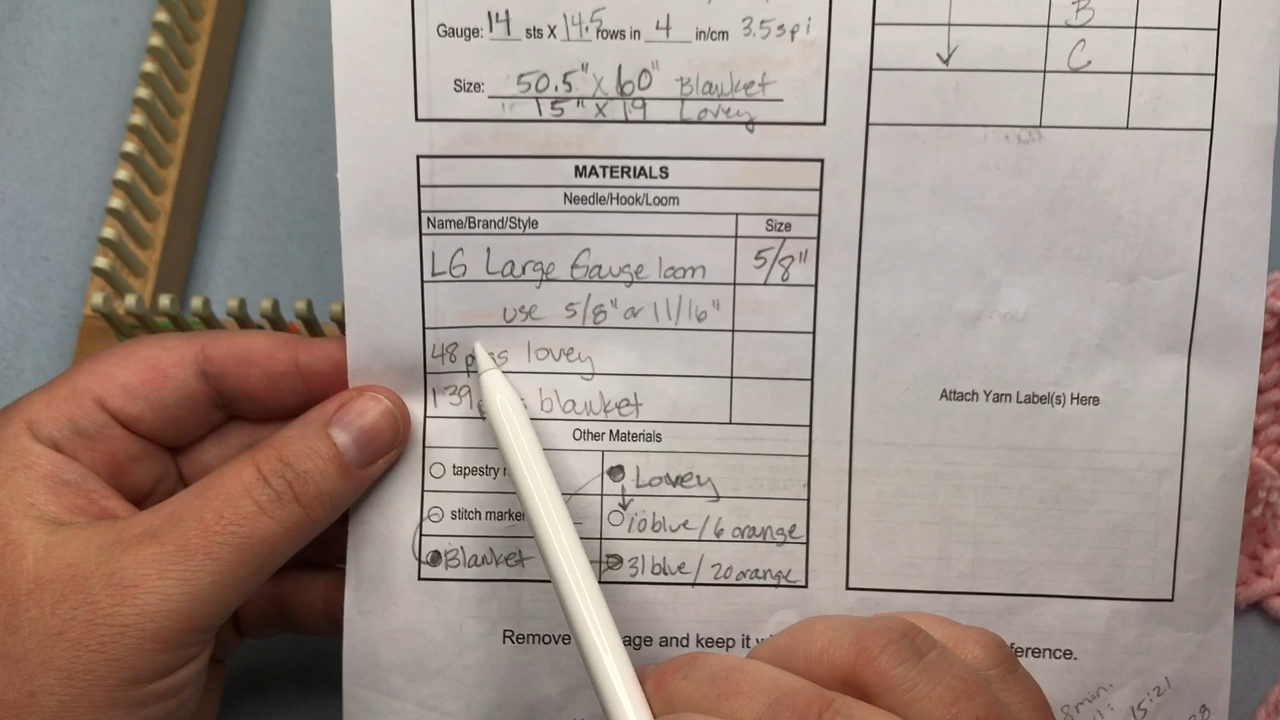 Gauge: 14 sts X 14.5 rows in 4 in/cm 3.5spi
Size: 50.5" x 60" Blanket
15" x 19 Lovey
B
C
MATERIALS
Needle/Hook/Loom
Name/Brand/Style Size
LG Large Gauge loom 5/8"
use 5/8" or 11/16"
48 lovey
139 blanket
Other Materials
tapestry Lovey
stitch 10 blue/6 orange
Blanket 31 blue/20 orange
Attach Yarn Label(s) Here
Remove and keep it
min.
15:21